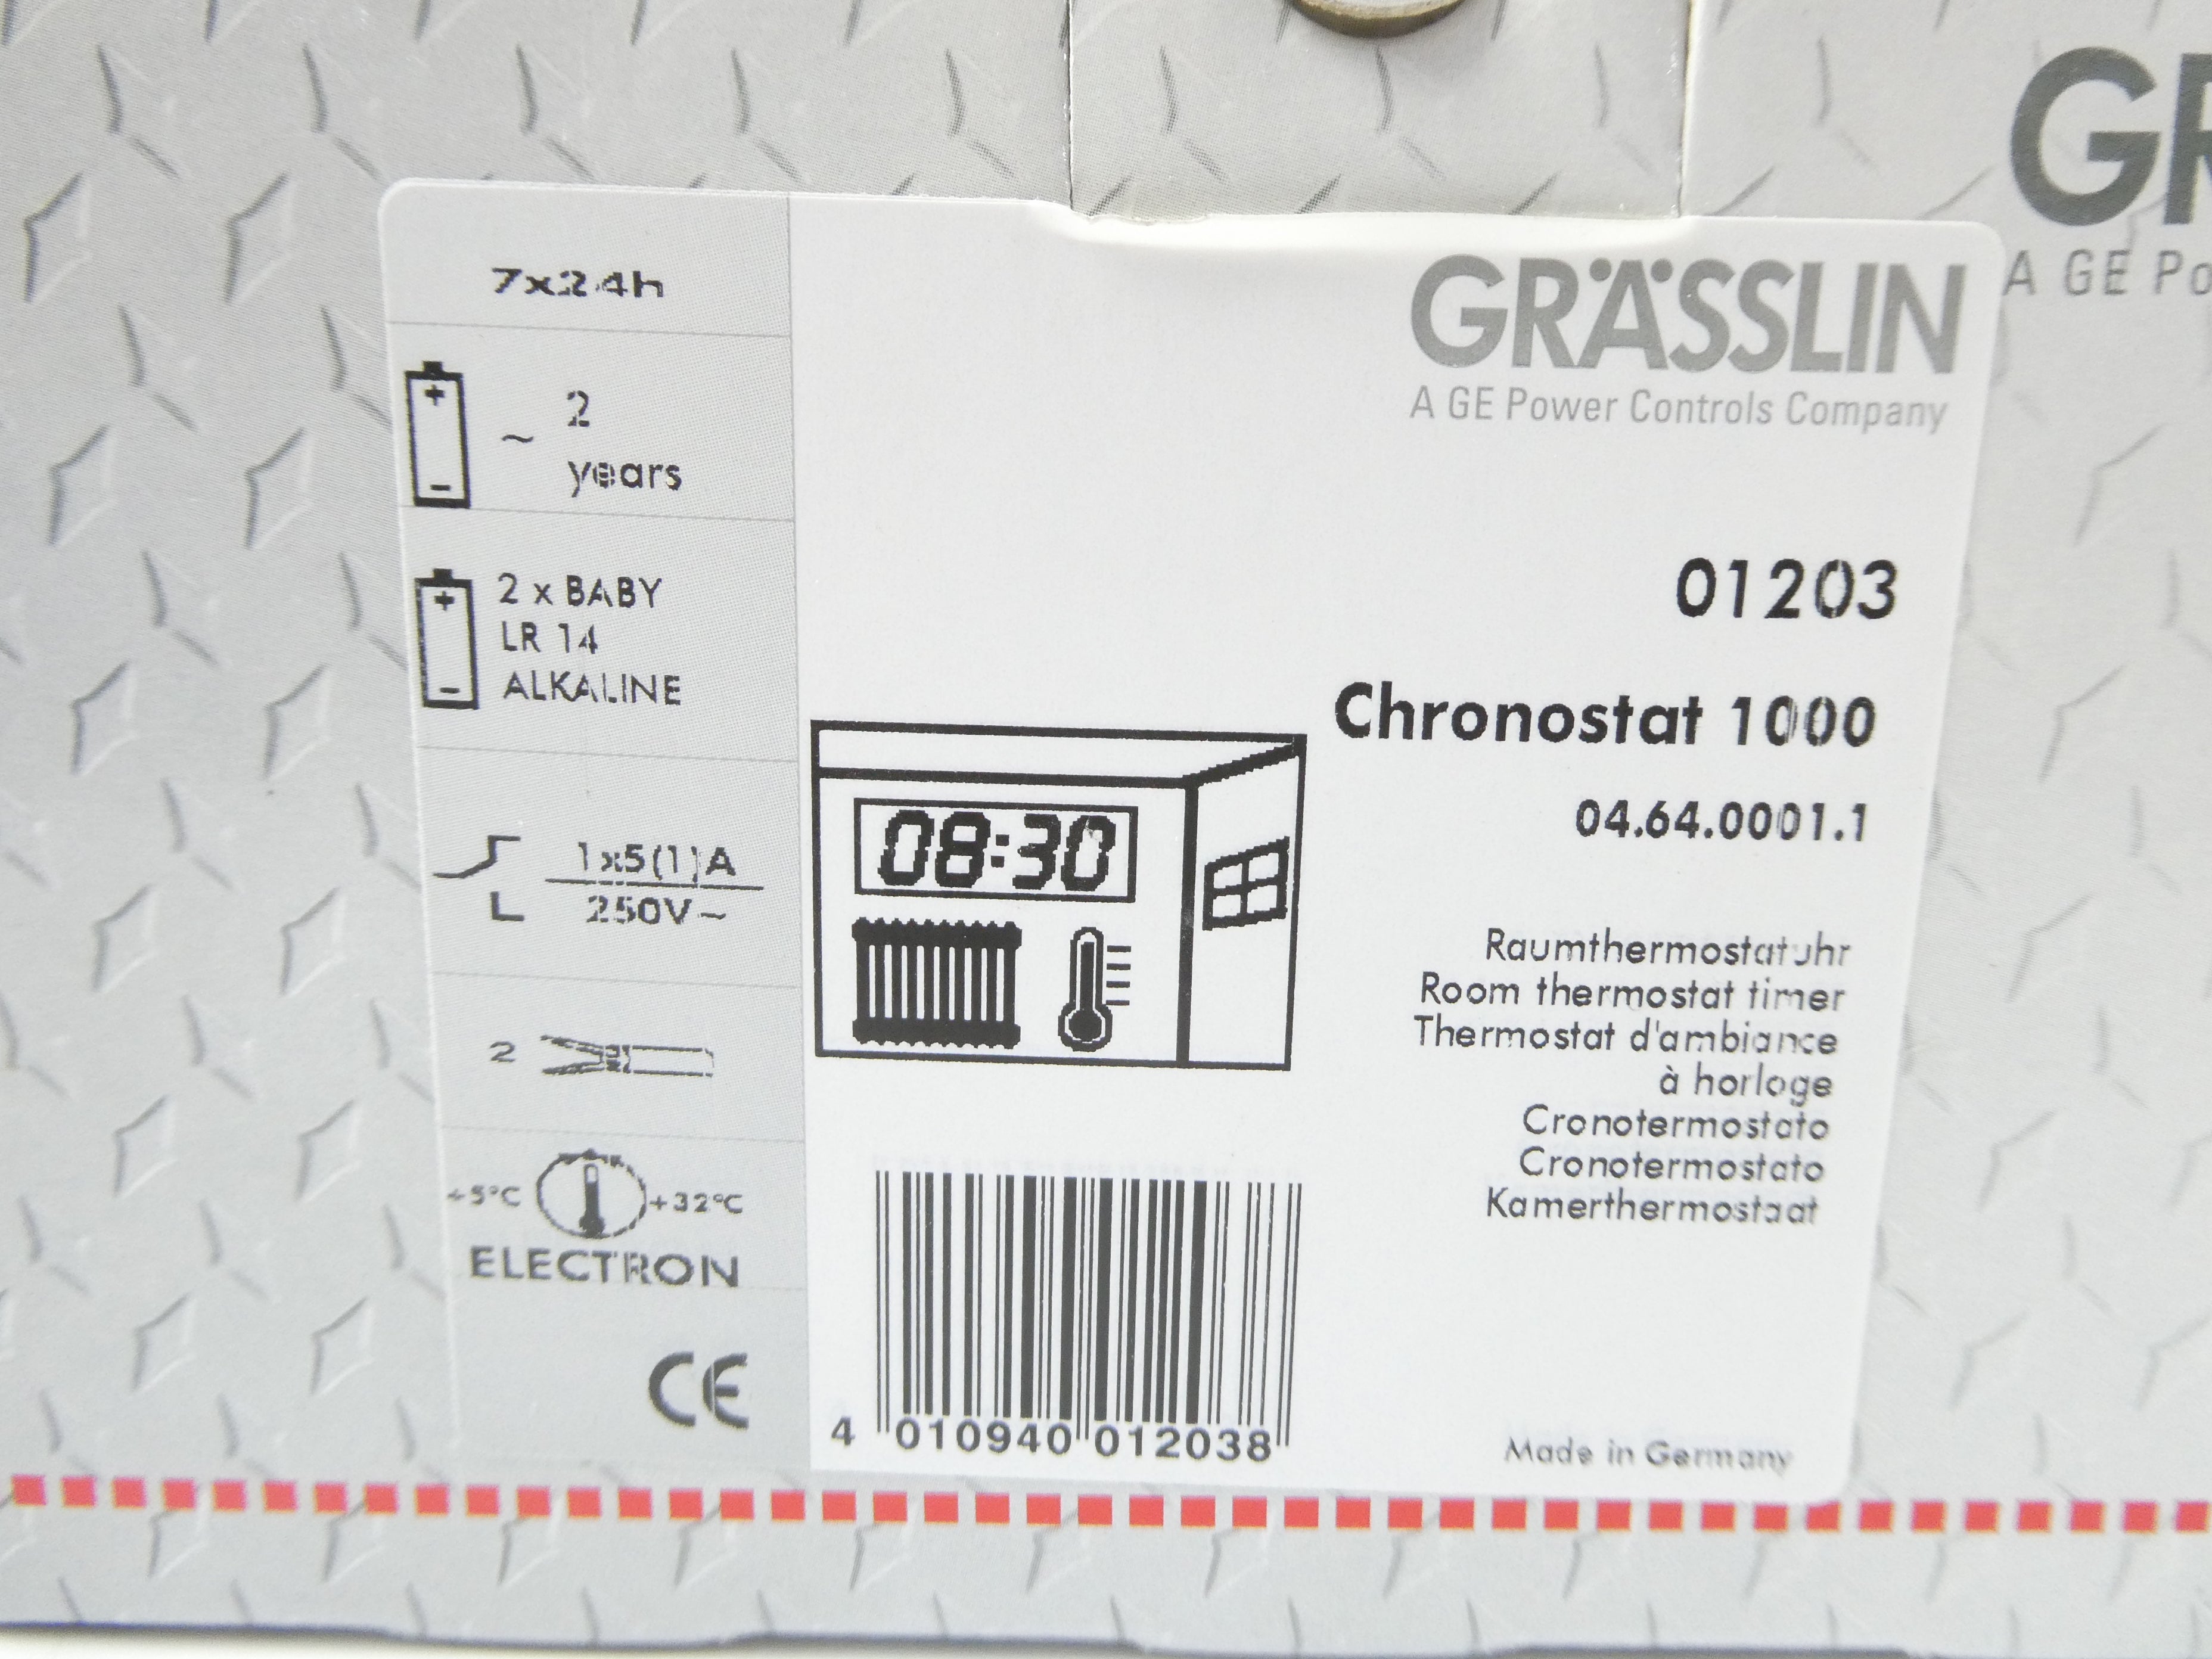 7x24h
+
~ 2
years
-
+
2 x BABY
LR 14
ALKALINE
-
1x5(1)A
250V~
2
+5°C +32°C
ELECTRON
CE
GRÄSSLIN
A GE Power Controls Company
01203
Chronostat 1000
04.64.0001.1
08:30
Raumthermostatuhr
Room thermostat timer
Thermostat d'ambiance
à horloge
Cronotermostato
Cronotermostato
Kamerthermostaat
4 010940 012038
Made in Germany
A GE